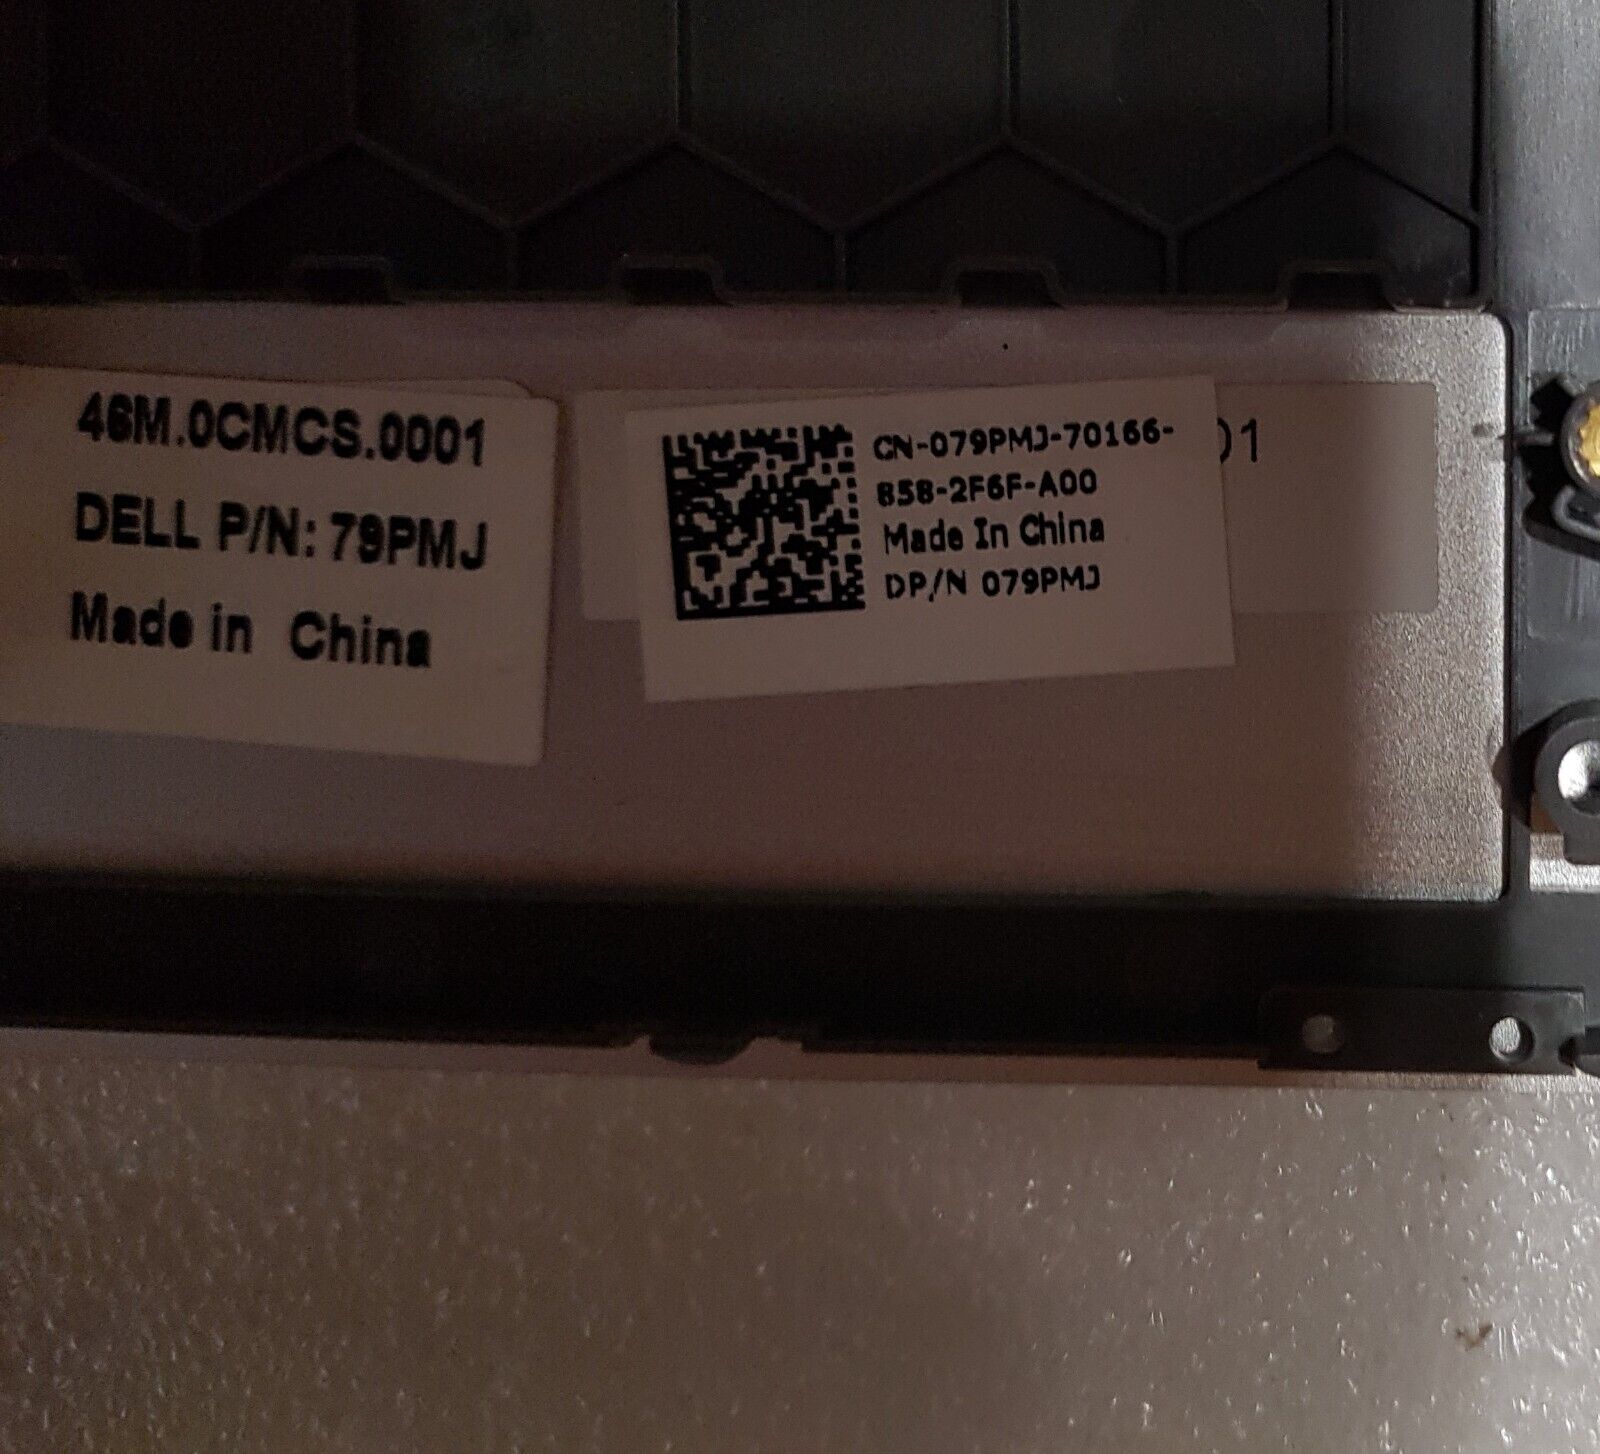 46M.0CMCS.0001
DELL P/N: 79PMJ
Made in China
CN-079PMJ-70166-
858-2F6F-A00
Made In China
DP/N 079PMJ
01